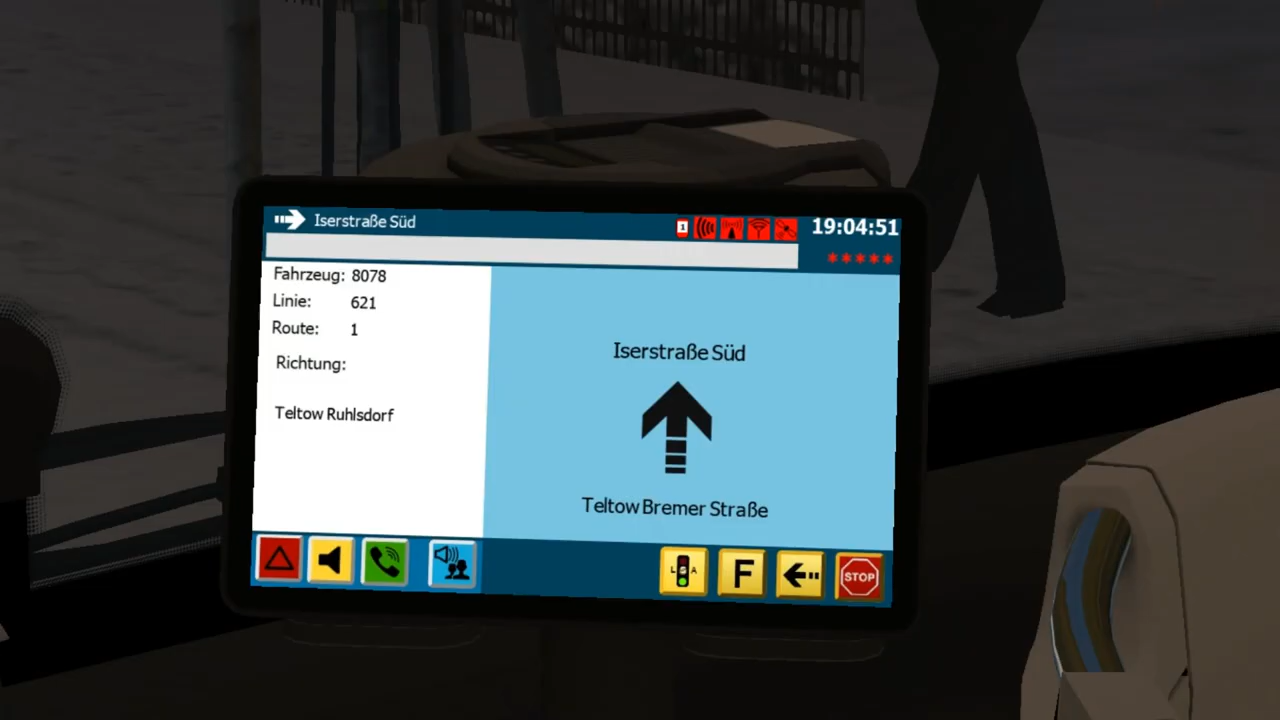 Iserstraße Süd
1
19:04:51
*****
Fahrzeug: 8078
Linie: 621
Route: 1
Richtung:
Teltow Ruhlsdorf
Iserstraße Süd
Teltow Bremer Straße
L A
F
STOP